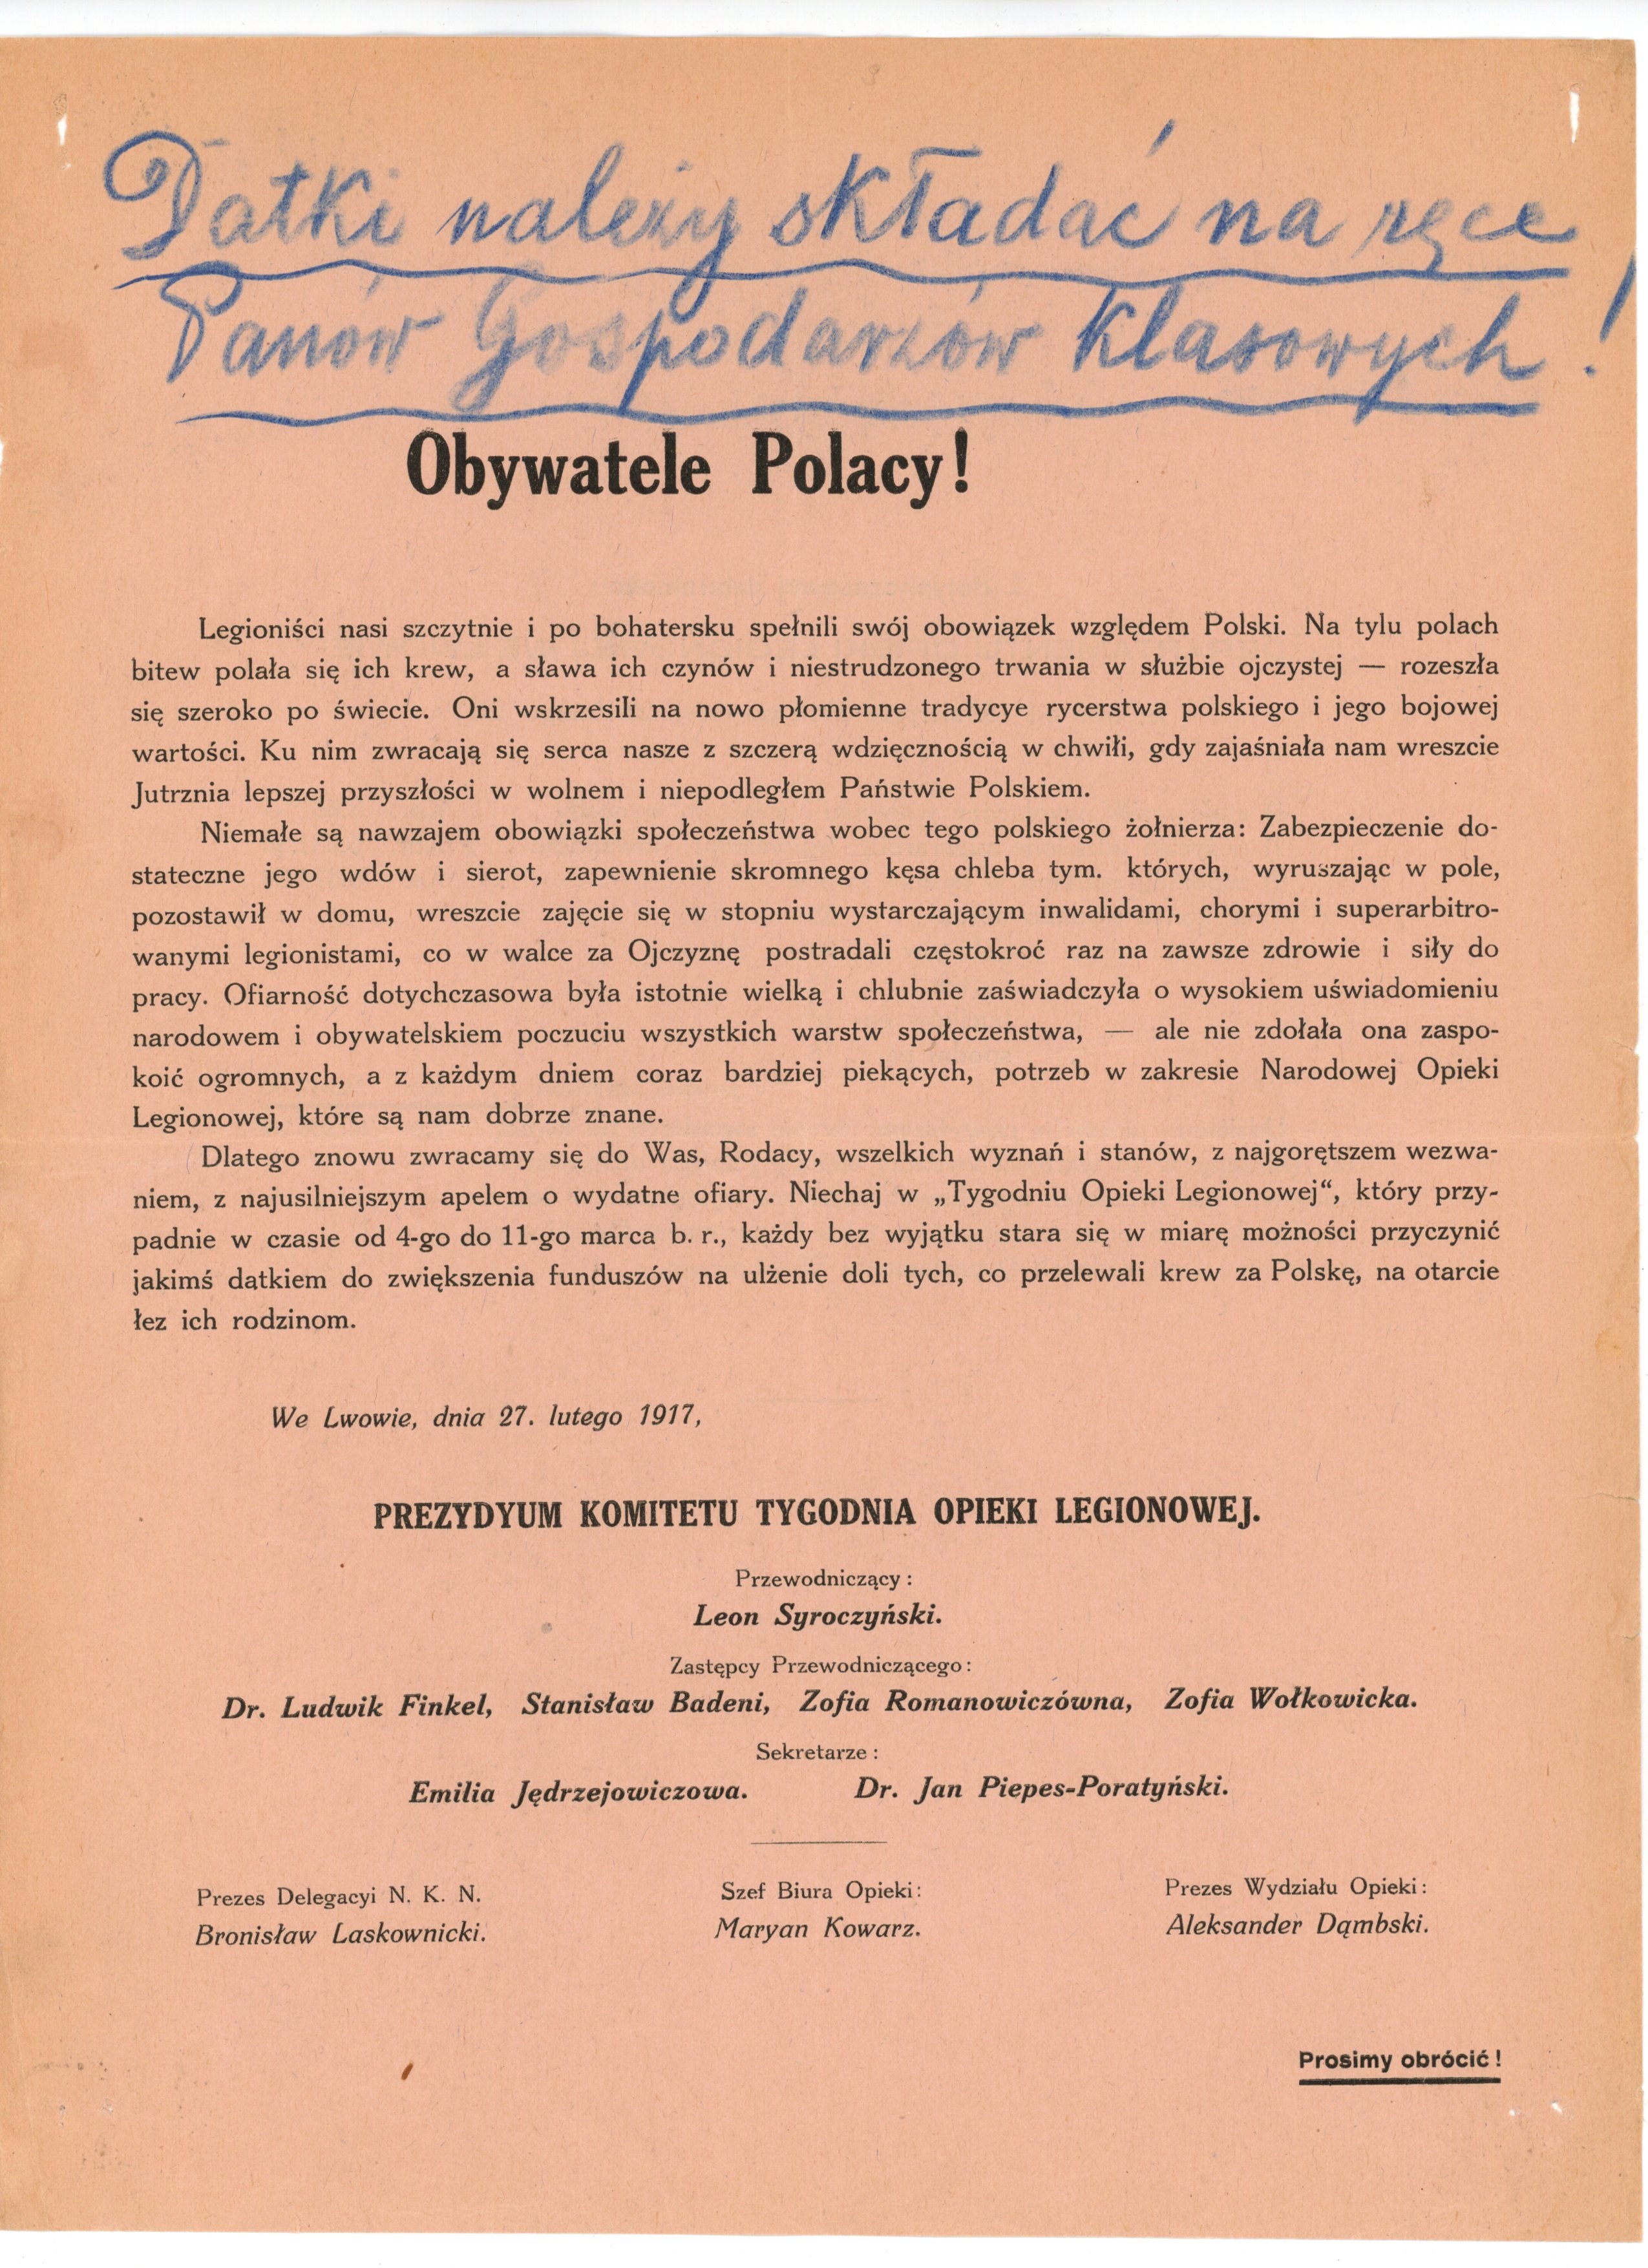 Datki należy składać na ręce
Panów Gospodarzów klasowych!
Obywatele Polacy!
Legioniści nasi szczytnie i po bohatersku spełnili swój obowiązek względem Polski. Na tylu polach
bitew polała się ich krew, a sława ich czynów i niestrudzonego trwania w służbie ojczystej — rozeszła
się szeroko po świecie. Oni wskrzesili na nowo płomienne tradycye rycerstwa polskiego i jego bojowej
wartości. Ku nim zwracają się serca nasze z szczerą wdzięcznością w chwiłi, gdy zajaśniała nam wreszcie
Jutrznia lepszej przyszłości w wolnem i niepodległem Państwie Polskiem.
Niemałe są nawzajem obowiązki społeczeństwa wobec tego polskiego żołnierza: Zabezpieczenie do-
stateczne jego wdów i sierot, zapewnienie skromnego kęsa chleba tym. których, wyruszając w pole,
pozostawił w domu, wreszcie zajęcie się w stopniu wystarczającym inwalidami, chorymi i superarbitro-
wanymi legionistami, co w walce za Ojczyznę postradali częstokroć raz na zawsze zdrowie i siły do
pracy. Ofiarność dotychczasowa była istotnie wielką i chlubnie zaświadczyła o wysokiem uświadomieniu
narodowem i obywatelskiem poczuciu wszystkich warstw społeczeństwa, — ale nie zdołała ona zaspo-
koić ogromnych, a z każdym dniem coraz bardziej piekących, potrzeb w zakresie Narodowej Opieki
Legionowej, które są nam dobrze znane.
Dlatego znowu zwracamy się do Was, Rodacy, wszelkich wyznań i stanów, z najgorętszem wezwa-
niem, z najusilniejszym apelem o wydatne ofiary. Niechaj w „Tygodniu Opieki Legionowej“, który przy-
padnie w czasie od 4-go do 11-go marca b. r., każdy bez wyjątku stara się w miarę możności przyczynić
jakimś datkiem do zwiększenia funduszów na ulżenie doli tych, co przelewali krew za Polskę, na otarcie
łez ich rodzinom.
We Lwowie, dnia 27. lutego 1917,
PREZYDYUM KOMITETU TYGODNIA OPIEKI LEGIONOWEJ.
Przewodniczący:
Leon Syroczyński.
Zastępcy Przewodniczącego:
Dr. Ludwik Finkel, Stanisław Badeni, Zofia Romanowiczówna, Zofia Wołkowicka.
Sekretarze:
Emilia Jędrzejowiczowa. Dr. Jan Piepes-Poratyński.
Prezes Delegacyi N. K. N. Szef Biura Opieki: Prezes Wydziału Opieki:
Bronisław Laskownicki. Maryan Kowarz. Aleksander Dąmbski.
Prosimy obrócić!